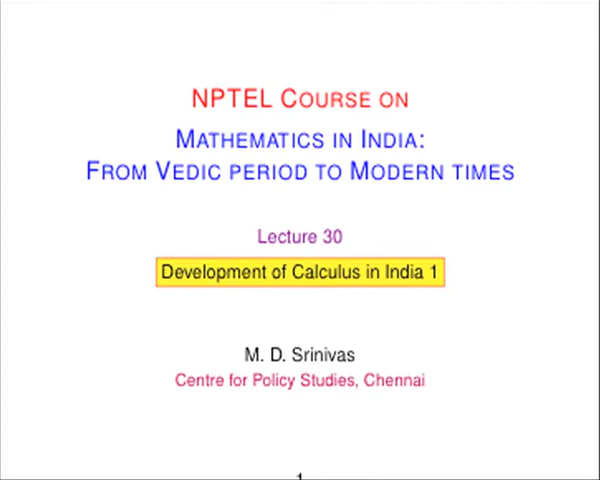 NPTEL COURSE ON
MATHEMATICS IN INDIA:
FROM VEDIC PERIOD TO MODERN TIMES
Lecture 30
Development of Calculus in India 1
M. D. Srinivas
Centre for Policy Studies, Chennai
1